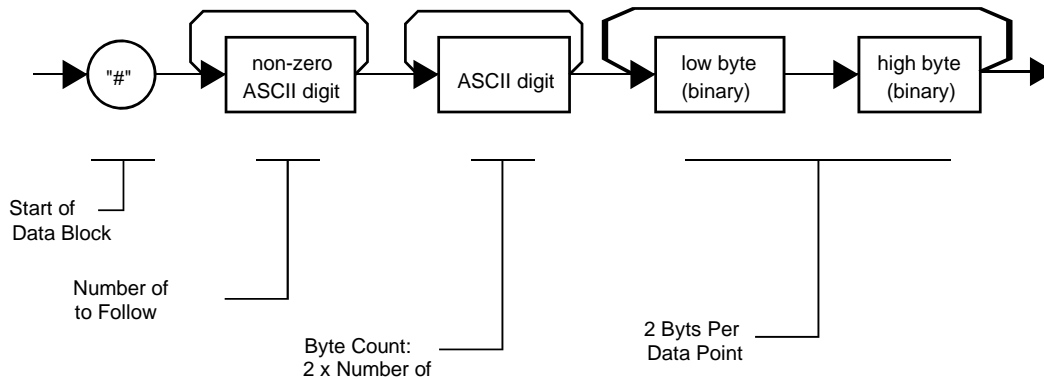 "#"
non-zero
ASCII digit
ASCII digit
low byte
(binary)
high byte
(binary)
Start of
Data Block
Number of
to Follow
Byte Count:
2 x Number of
2 Byts Per
Data Point